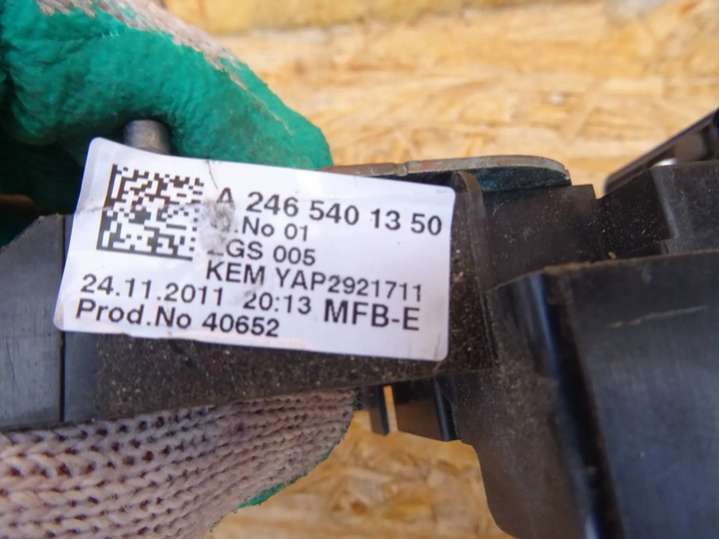 A 246 540 13 50
.No 01
GS 005
KEM YAP2921711
24.11.2011 20:13 MFB-E
Prod.No 40652